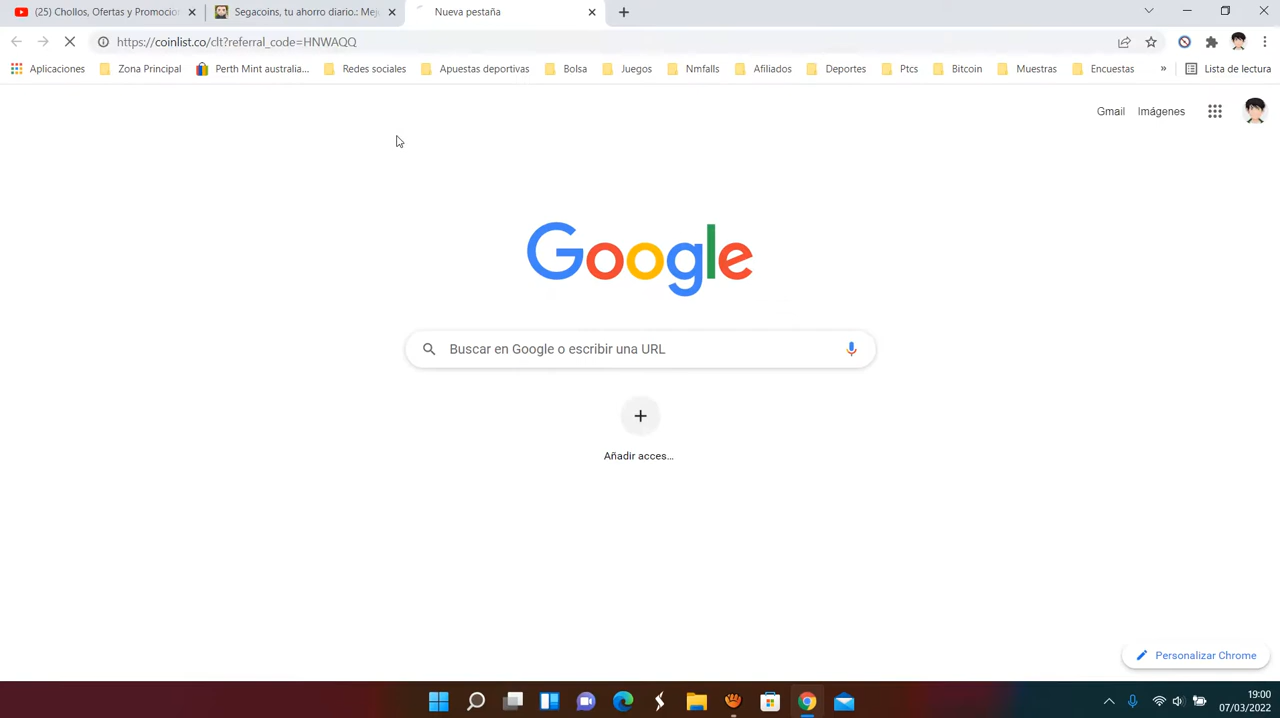 (25) Chollos, Ofertas y Promocion
Segacoins, tu ahorro diario.: Mej
Nueva pestaña
https://coinlist.co/clt?referral_code=HNWAQQ
Aplicaciones
Zona Principal
Perth Mint australia...
Redes sociales
Apuestas deportivas
Bolsa
Juegos
Nmfalls
Afiliados
Deportes
Ptcs
Bitcoin
Muestras
Encuestas
»
Lista de lectura
Gmail
Imágenes
Google
Buscar en Google o escribir una URL
Añadir acces...
Personalizar Chrome
19:00
07/03/2022